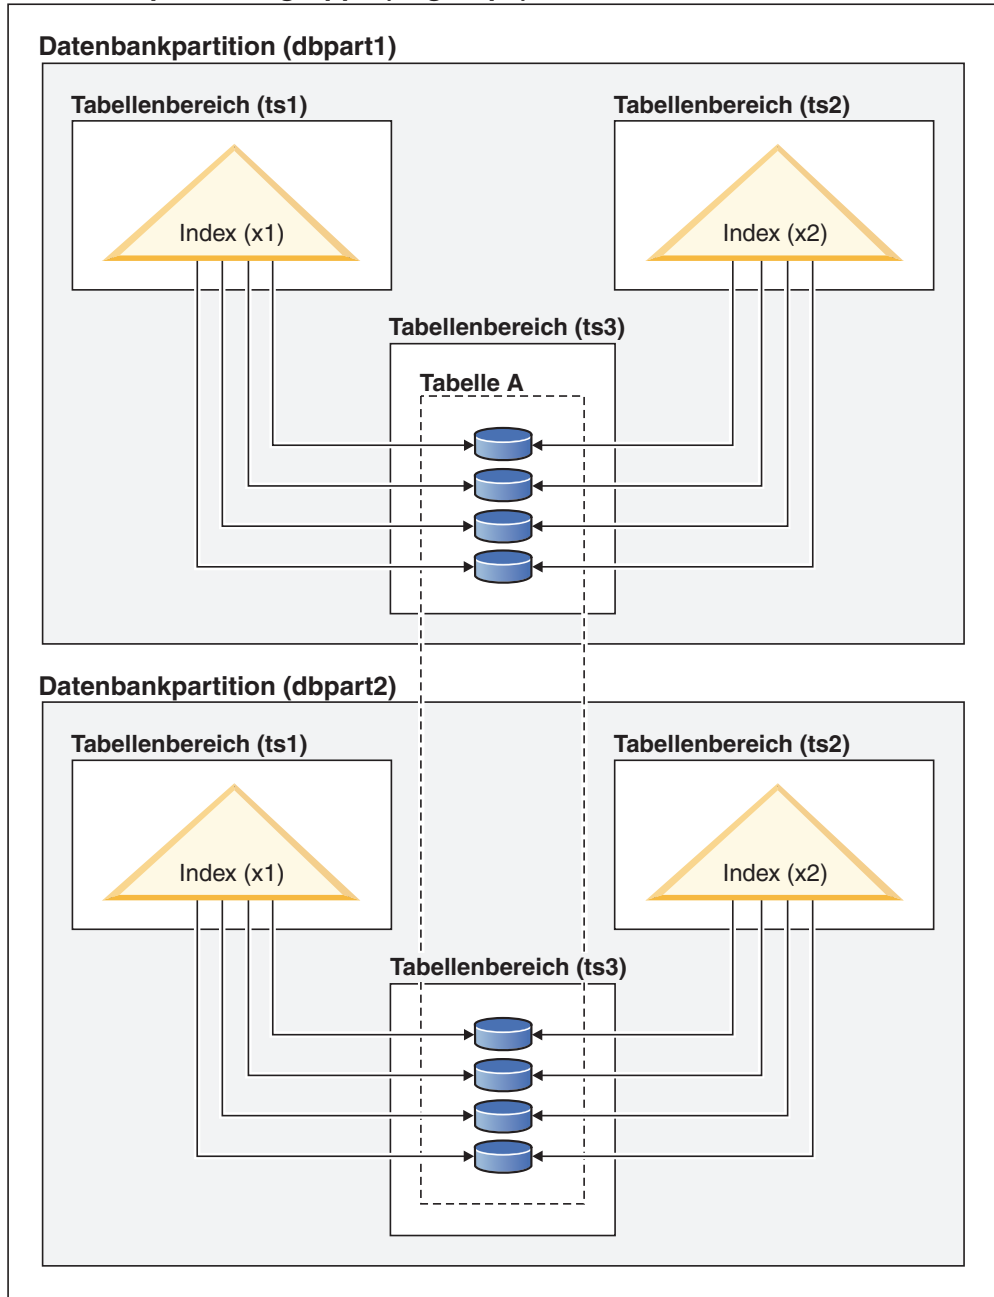 Datenbankpartition (dbpart1)
Tabellenbereich (ts1)
Tabellenbereich (ts2)
Index (x1)
Index (x2)
Tabellenbereich (ts3)
Tabelle A
Datenbankpartition (dbpart2)
Tabellenbereich (ts1)
Tabellenbereich (ts2)
Index (x1)
Index (x2)
Tabellenbereich (ts3)